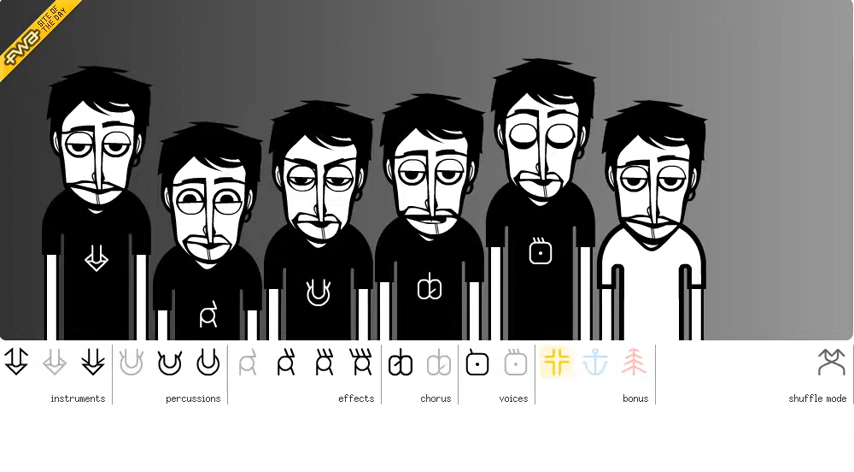 FWA SITE OF
THE DAY
instruments percussions effects chorus voices bonus shuffle mode